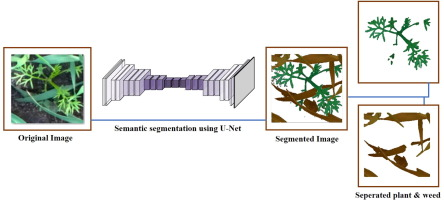 Semantic segmentation using U-Net
Original Image
Segmented Image
Seperated plant & weed